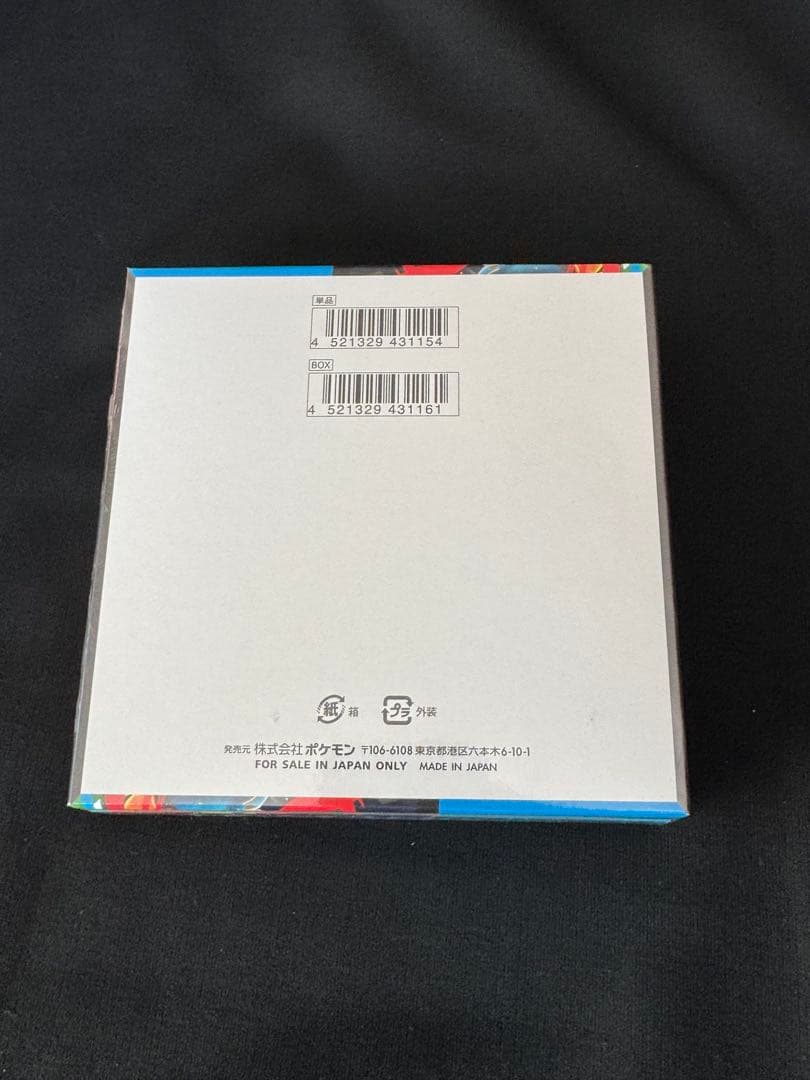 単品
4 521329 431154
BOX
4 521329 431161
紙 箱 プラ 外装
発売元 株式会社 ポケモン 〒106-6108 東京都港区六本木6-10-1
FOR SALE IN JAPAN ONLY MADE IN JAPAN